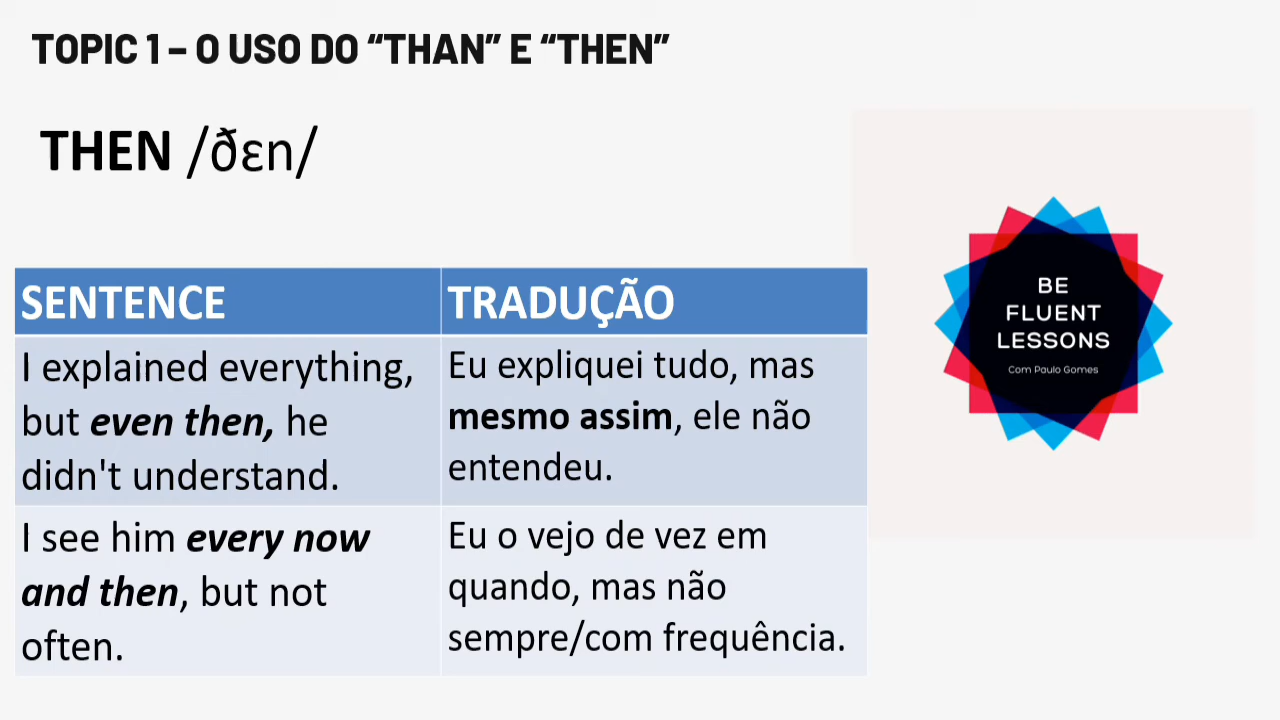 TOPIC 1 – O USO DO “THAN” E “THEN”
THEN /ðɛn/
SENTENCE
TRADUÇÃO
I explained everything,
but even then, he
didn't understand.
Eu expliquei tudo, mas
mesmo assim, ele não
entendeu.
I see him every now
and then, but not
often.
Eu o vejo de vez em
quando, mas não
sempre/com frequência.
BE
FLUENT
LESSONS
Com Paulo Gomes